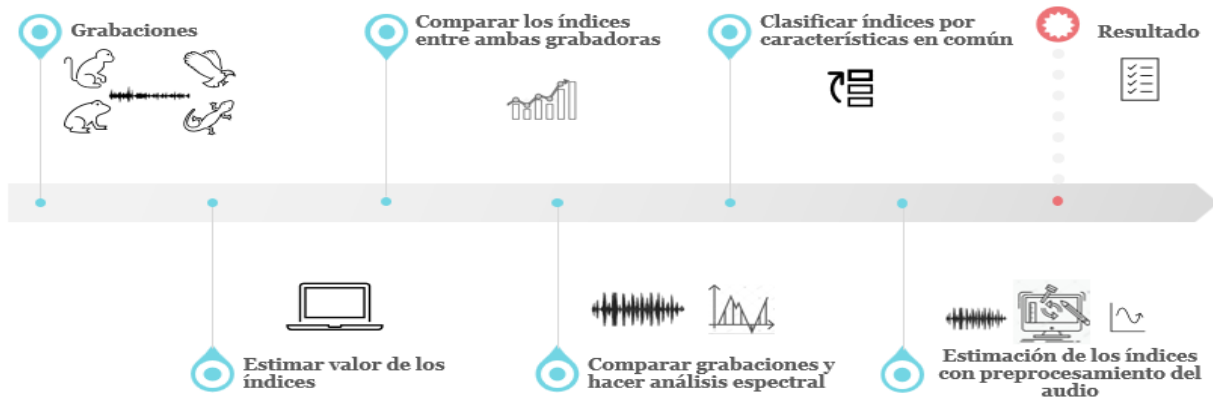 Grabaciones
Comparar los índices
entre ambas grabadoras
Clasificar índices por
características en común
Resultado
Estimar valor de los
índices
Comparar grabaciones y
hacer análisis espectral
Estimación de los índices
con preprocesamiento del
audio